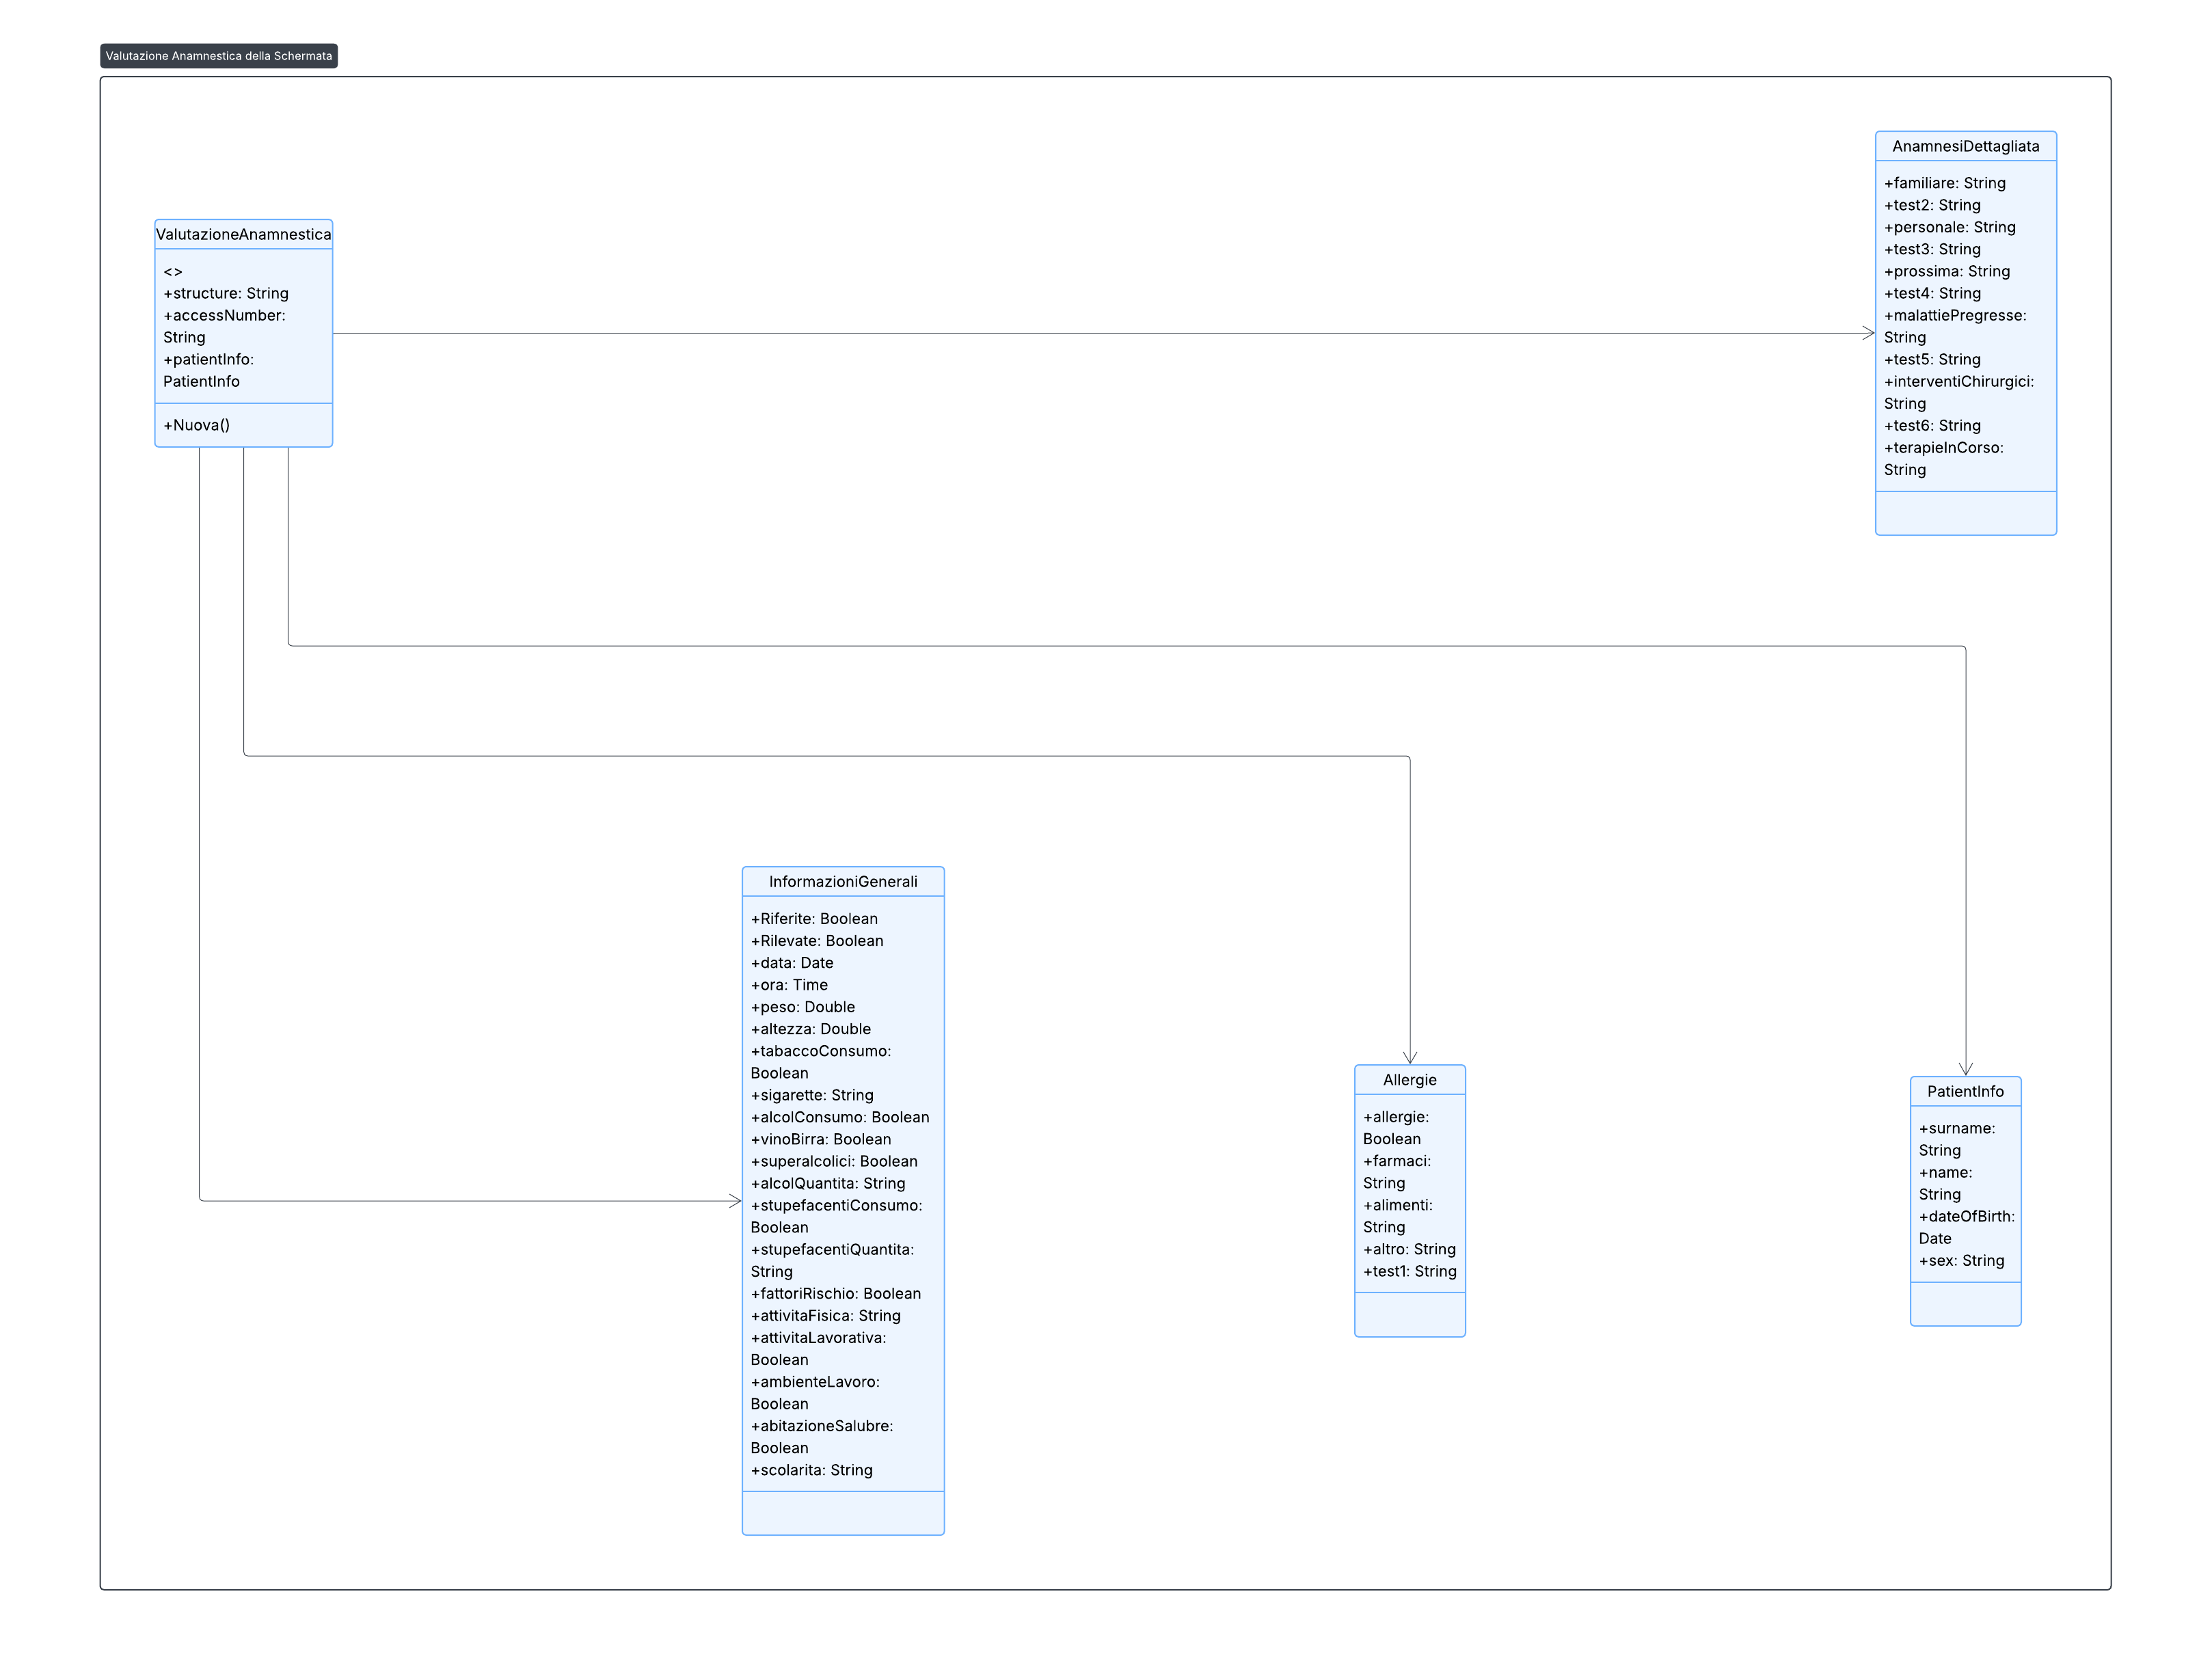 Valutazione Anamnestica della Schermata
ValutazioneAnamnestica
<>
+structure: String
+accessNumber:
String
+patientInfo:
PatientInfo
+Nuova()
AnamnesiDettagliata
+familiare: String
+test2: String
+personale: String
+test3: String
+prossima: String
+test4: String
+malattiePregresse:
String
+test5: String
+interventiChirurgici:
String
+test6: String
+terapieInCorso:
String
InformazioniGenerali
+Riferite: Boolean
+Rilevate: Boolean
+data: Date
+ora: Time
+peso: Double
+altezza: Double
+tabaccoConsumo:
Boolean
+sigarette: String
+alcolConsumo: Boolean
+vinoBirra: Boolean
+superalcolici: Boolean
+alcolQuantita: String
+stupefacentiConsumo:
Boolean
+stupefacentiQuantita:
String
+fattoriRischio: Boolean
+attivitaFisica: String
+attivitaLavorativa:
Boolean
+ambienteLavoro:
Boolean
+abitazioneSalubre:
Boolean
+scolarita: String
Allergie
+allergie:
Boolean
+farmaci:
String
+alimenti:
String
+altro: String
+test1: String
PatientInfo
+surname:
String
+name:
String
+dateOfBirth:
Date
+sex: String